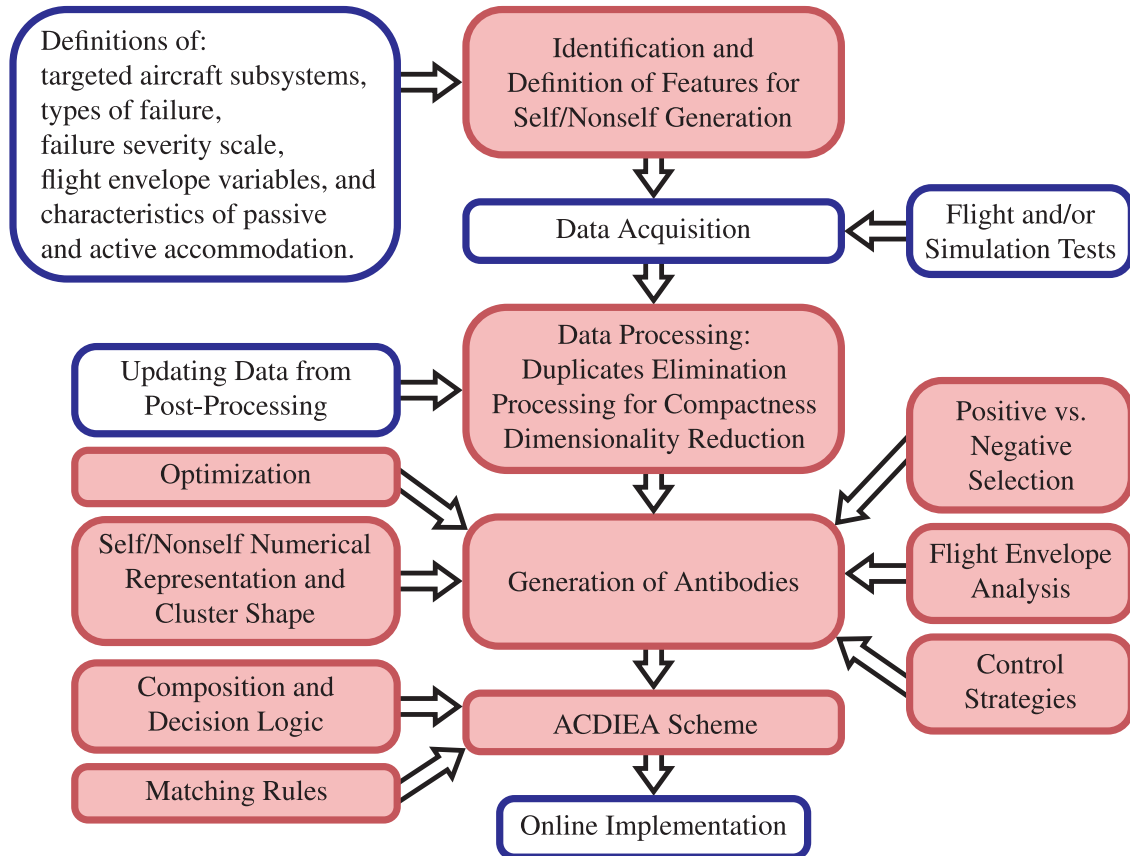 Definitions of:
targeted aircraft subsystems,
types of failure,
failure severity scale,
flight envelope variables, and
characteristics of passive
and active accommodation.
Identification and
Definition of Features for
Self/Nonself Generation
Data Acquisition
Flight and/or
Simulation Tests
Updating Data from
Post-Processing
Data Processing:
Duplicates Elimination
Processing for Compactness
Dimensionality Reduction
Positive vs.
Negative
Selection
Optimization
Self/Nonself Numerical
Representation and
Cluster Shape
Generation of Antibodies
Flight Envelope
Analysis
Control
Strategies
Composition and
Decision Logic
ACDIEA Scheme
Matching Rules
Online Implementation